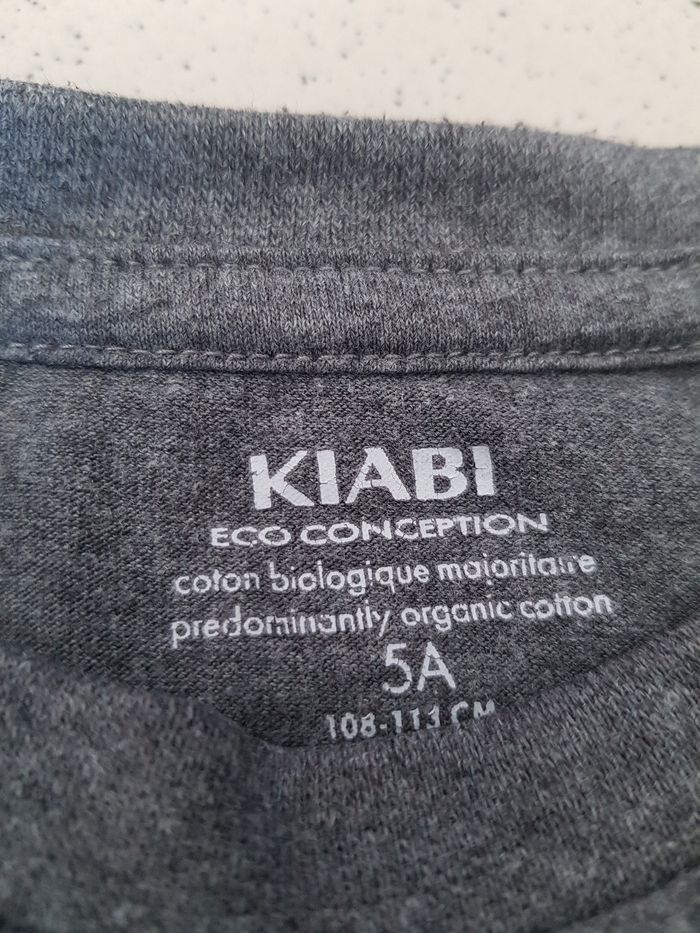 KIABI
ECO CONCEPTION
coton biologique majoritaire
predominantly organic cotton
5A
108-113 CM